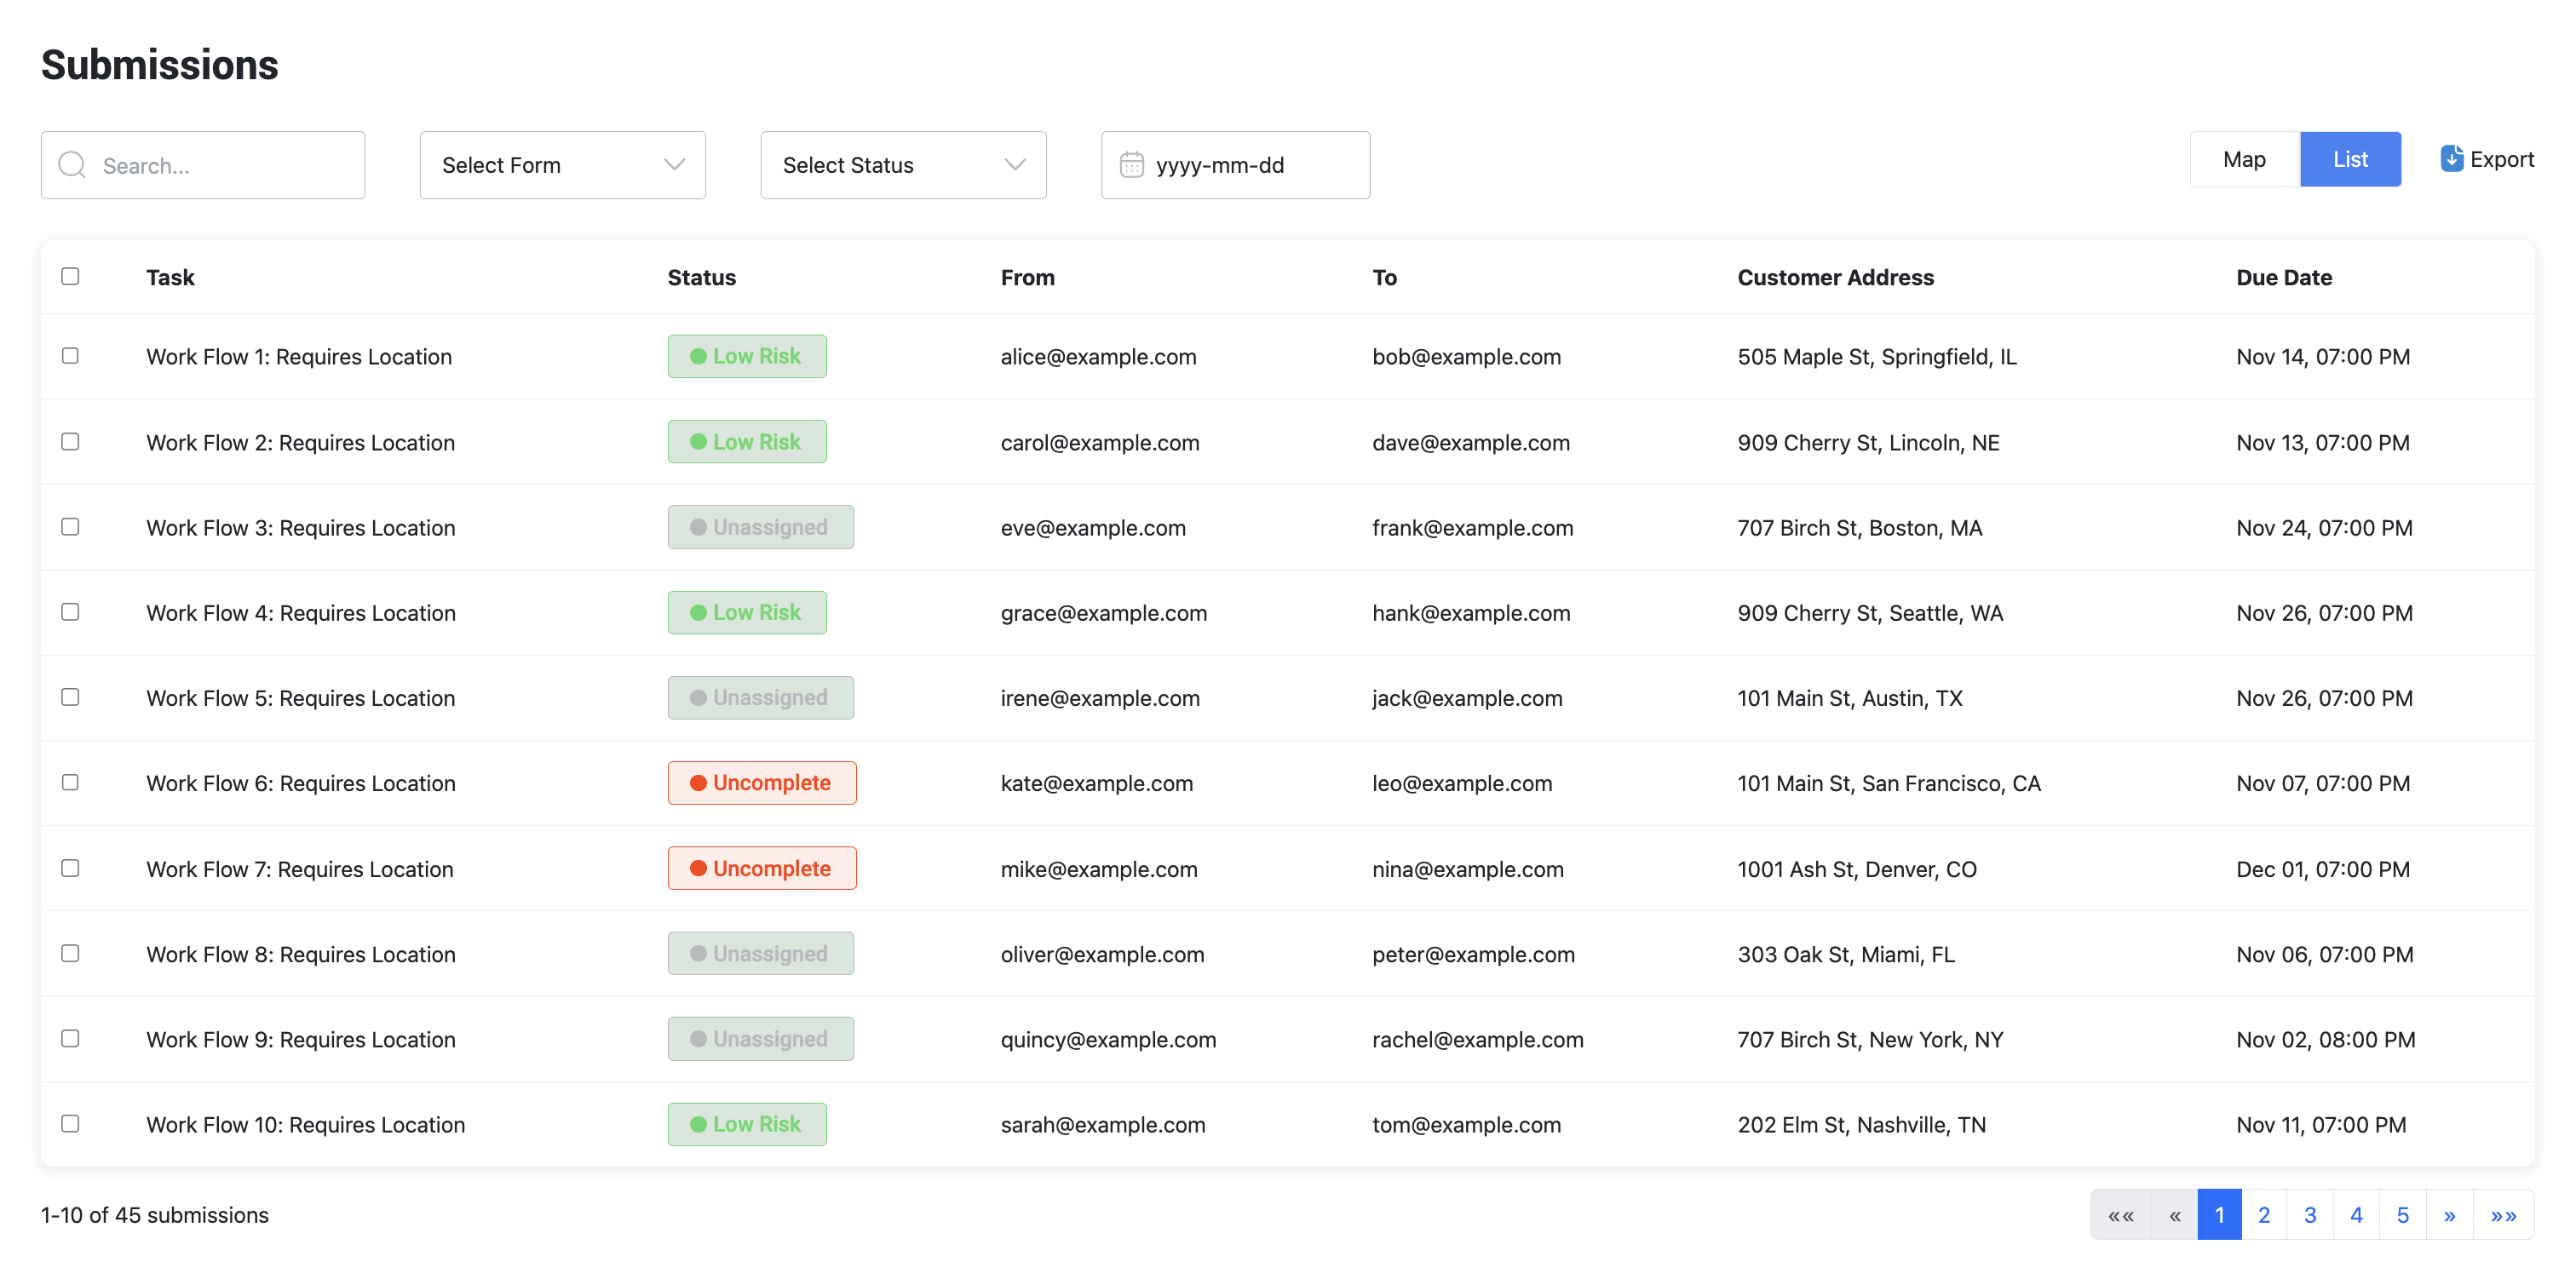 Submissions
Search...
Select Form
Select Status
yyyy-mm-dd
Map List Export
Task Status From To Customer Address Due Date
Work Flow 1: Requires Location Low Risk alice@example.com bob@example.com 505 Maple St, Springfield, IL Nov 14, 07:00 PM
Work Flow 2: Requires Location Low Risk carol@example.com dave@example.com 909 Cherry St, Lincoln, NE Nov 13, 07:00 PM
Work Flow 3: Requires Location Unassigned eve@example.com frank@example.com 707 Birch St, Boston, MA Nov 24, 07:00 PM
Work Flow 4: Requires Location Low Risk grace@example.com hank@example.com 909 Cherry St, Seattle, WA Nov 26, 07:00 PM
Work Flow 5: Requires Location Unassigned irene@example.com jack@example.com 101 Main St, Austin, TX Nov 26, 07:00 PM
Work Flow 6: Requires Location Uncomplete kate@example.com leo@example.com 101 Main St, San Francisco, CA Nov 07, 07:00 PM
Work Flow 7: Requires Location Uncomplete mike@example.com nina@example.com 1001 Ash St, Denver, CO Dec 01, 07:00 PM
Work Flow 8: Requires Location Unassigned oliver@example.com peter@example.com 303 Oak St, Miami, FL Nov 06, 07:00 PM
Work Flow 9: Requires Location Unassigned quincy@example.com rachel@example.com 707 Birch St, New York, NY Nov 02, 08:00 PM
Work Flow 10: Requires Location Low Risk sarah@example.com tom@example.com 202 Elm St, Nashville, TN Nov 11, 07:00 PM
1-10 of 45 submissions
«« « 1 2 3 4 5 » »»